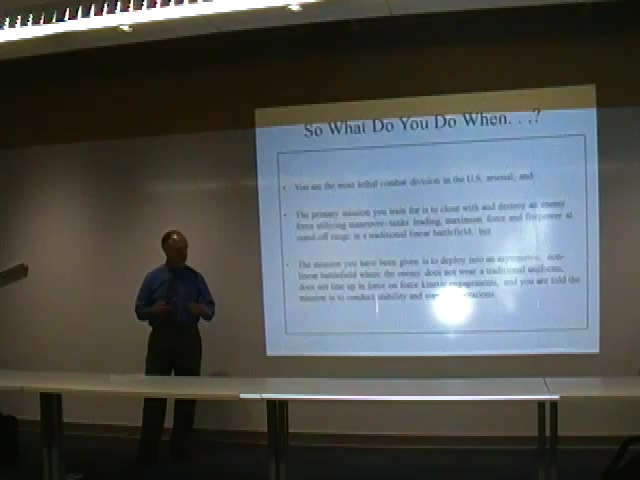 So What Do You Do When. . .?
• You are the most lethal combat division in the U.S. arsenal, and
• The primary mission you train for is to close with and destroy an enemy
force utilizing maneuver-tanks leading, maximum force and firepower at
stand-off range in a traditional linear battlefield, but
• The mission you have been given is to deploy into an asymmetric, non-
linear battlefield where the enemy does not wear a traditional uniform,
does not line up in force on force kinetic engagements, and you are told the
mission is to conduct stability and